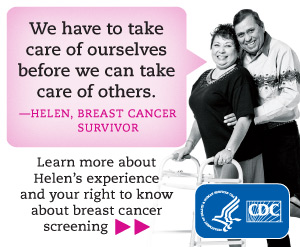 We have to take
care of ourselves
before we can take
care of others.
—HELEN, BREAST CANCER
SURVIVOR
Learn more about
Helen's experience
and your right to know
about breast cancer
screening
CDC